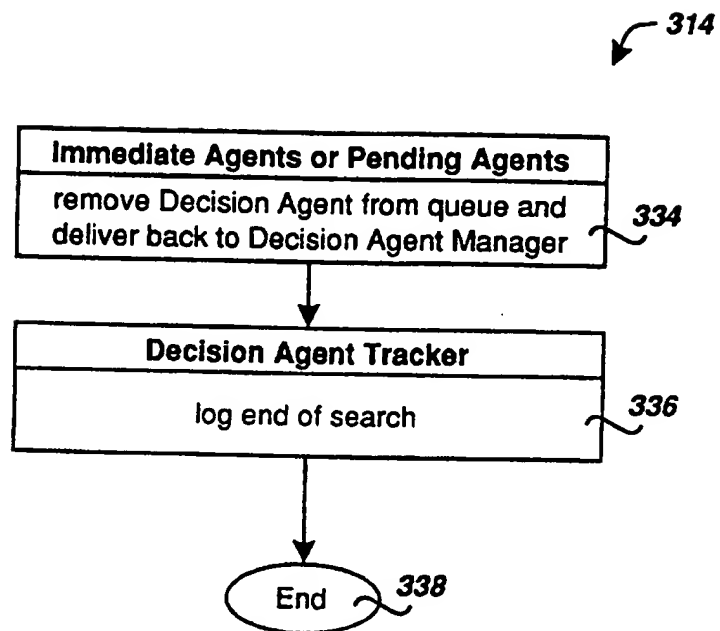 314
Immediate Agents or Pending Agents
remove Decision Agent from queue and
deliver back to Decision Agent Manager
334
Decision Agent Tracker
log end of search
336
End
338